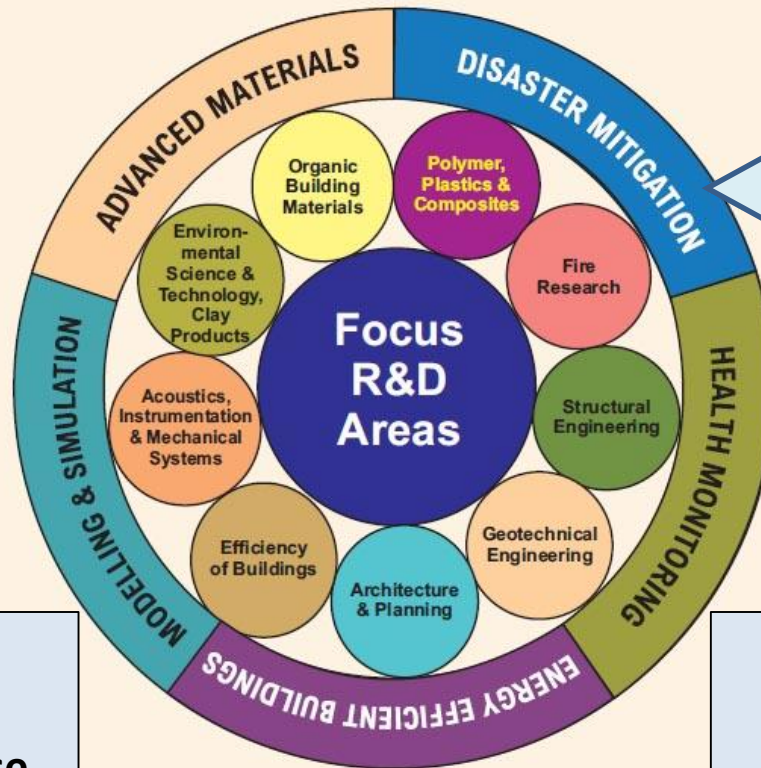 ADVANCED MATERIALS
DISASTER MITIGATION
HEALTH MONITORING
ENERGY EFFICIENT BUILDINGS
MODELLING & SIMULATION
Organic
Building
Materials
Polymer,
Plastics &
Composites
Fire
Research
Structural
Engineering
Geotechnical
Engineering
Architecture
& Planning
Efficiency
of Buildings
Acoustics,
Instrumentation
& Mechanical
Systems
Environ-
mental
Science &
Technology,
Clay
Products
Focus
R&D
Areas